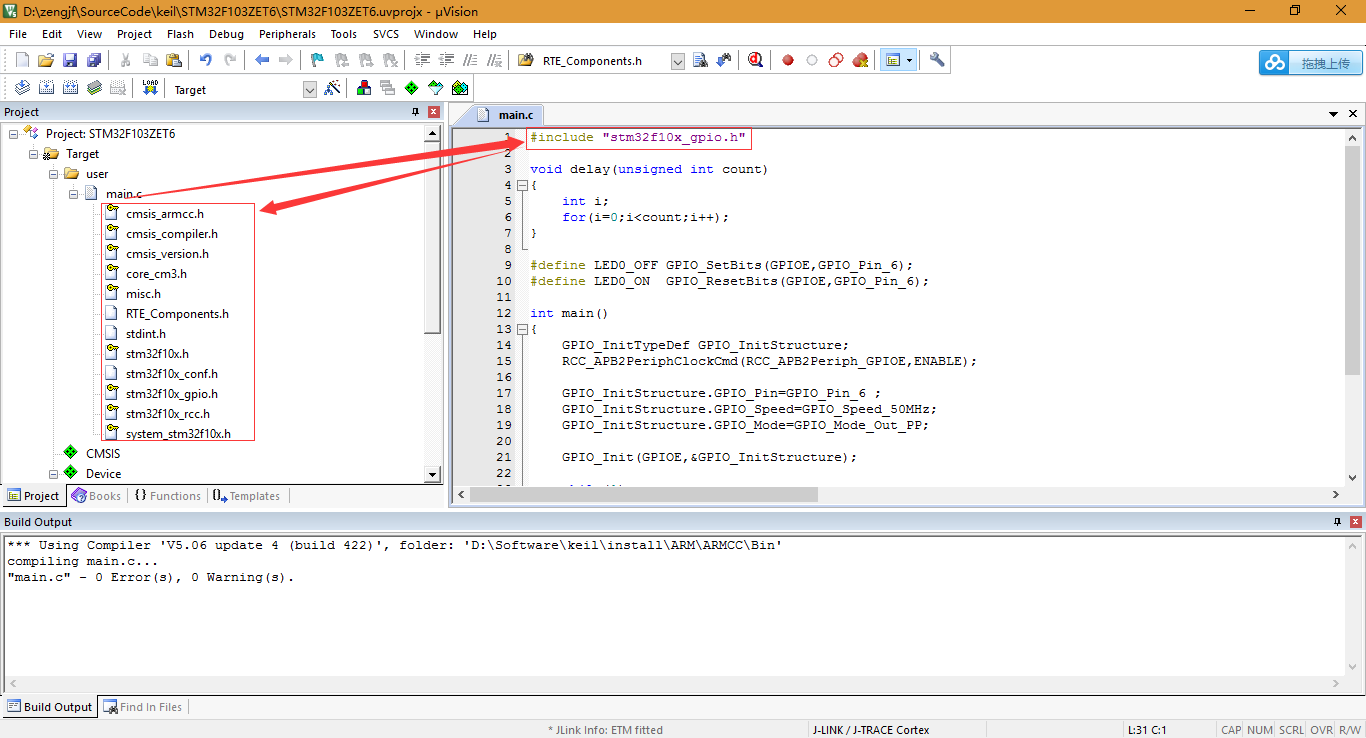 D:\zengjf\SourceCode\keil\STM32F103ZET6\STM32F103ZET6.uvprojx - µVision
File Edit View Project Flash Debug Peripherals Tools SVCS Window Help
RTE_Components.h
拖拽上传
LOAD Target
Project
main.c
Project: STM32F103ZET6
Target
user
main.c
cmsis_armcc.h
cmsis_compiler.h
cmsis_version.h
core_cm3.h
misc.h
RTE_Components.h
stdint.h
stm32f10x.h
stm32f10x_conf.h
stm32f10x_gpio.h
stm32f10x_rcc.h
system_stm32f10x.h
CMSIS
Device
Project Books {} Functions Templates
1 #include "stm32f10x_gpio.h"
2
3 void delay(unsigned int count)
4 {
5 int i;
6 for(i=0;i<count;i++);
7 }
8
9 #define LED0_OFF GPIO_SetBits(GPIOE,GPIO_Pin_6);
10 #define LED0_ON  GPIO_ResetBits(GPIOE,GPIO_Pin_6);
11
12 int main()
13 {
14 GPIO_InitTypeDef GPIO_InitStructure;
15 RCC_APB2PeriphClockCmd(RCC_APB2Periph_GPIOE,ENABLE);
16
17 GPIO_InitStructure.GPIO_Pin=GPIO_Pin_6 ;
18 GPIO_InitStructure.GPIO_Speed=GPIO_Speed_50MHz;
19 GPIO_InitStructure.GPIO_Mode=GPIO_Mode_Out_PP;
20
21 GPIO_Init(GPIOE,&GPIO_InitStructure);
22
Build Output
*** Using Compiler 'V5.06 update 4 (build 422)', folder: 'D:\Software\keil\install\ARM\ARMCC\Bin'
compiling main.c...
"main.c" - 0 Error(s), 0 Warning(s).
Build Output Find In Files
* JLink Info: ETM fitted J-LINK / J-TRACE Cortex L:31 C:1 CAP NUM SCRL OVR R/W